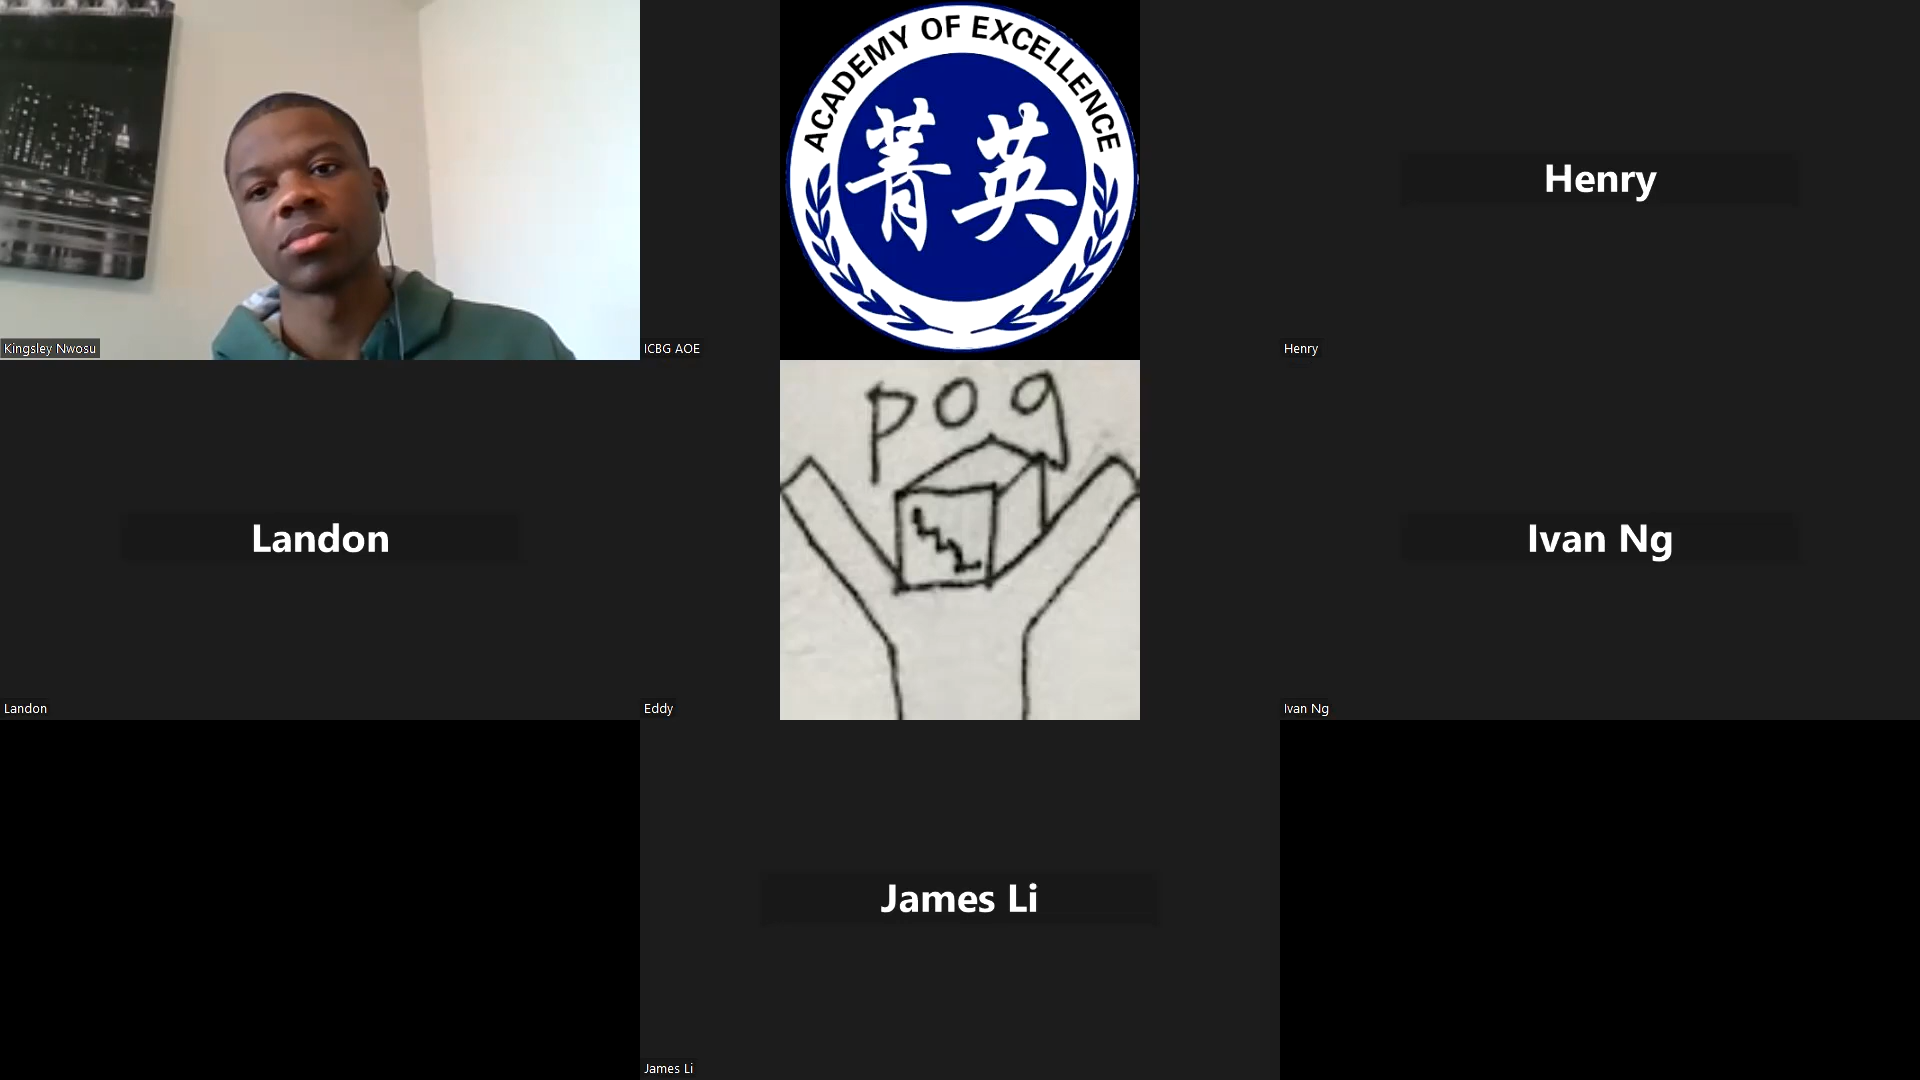 Kingsley Nwosu
ACADEMY OF EXCELLENCE
菁英
ICBG AOE
Henry
Henry
Landon
Landon
pog
Eddy
Ivan Ng
Ivan Ng
James Li
James Li